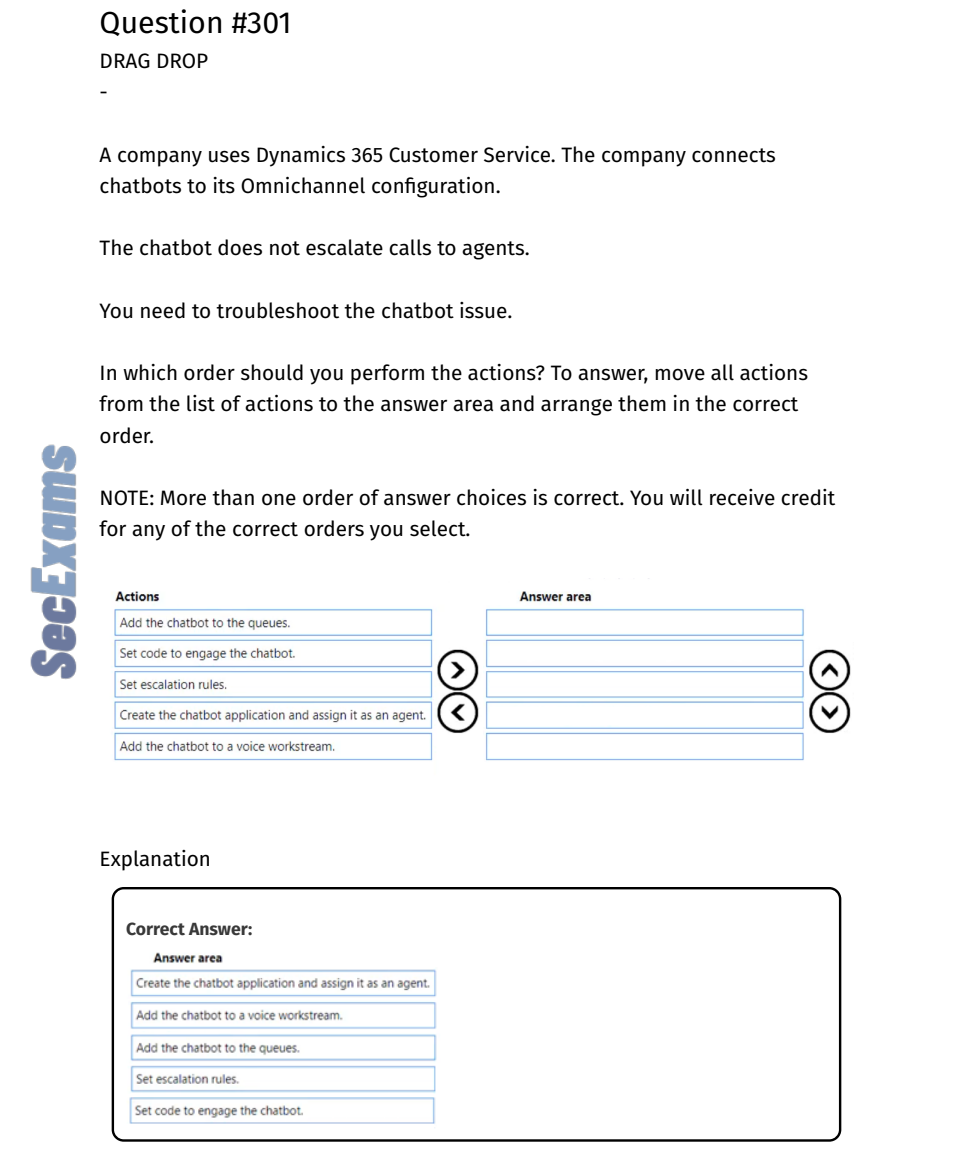 Question #301
DRAG DROP
-
A company uses Dynamics 365 Customer Service. The company connects
chatbots to its Omnichannel configuration.
The chatbot does not escalate calls to agents.
You need to troubleshoot the chatbot issue.
In which order should you perform the actions? To answer, move all actions
from the list of actions to the answer area and arrange them in the correct
order.
NOTE: More than one order of answer choices is correct. You will receive credit
for any of the correct orders you select.
SecExams
Actions
Add the chatbot to the queues.
Set code to engage the chatbot.
Set escalation rules.
Create the chatbot application and assign it as an agent.
Add the chatbot to a voice workstream.
Answer area
Explanation
Correct Answer:
Answer area
Create the chatbot application and assign it as an agent.
Add the chatbot to a voice workstream.
Add the chatbot to the queues.
Set escalation rules.
Set code to engage the chatbot.